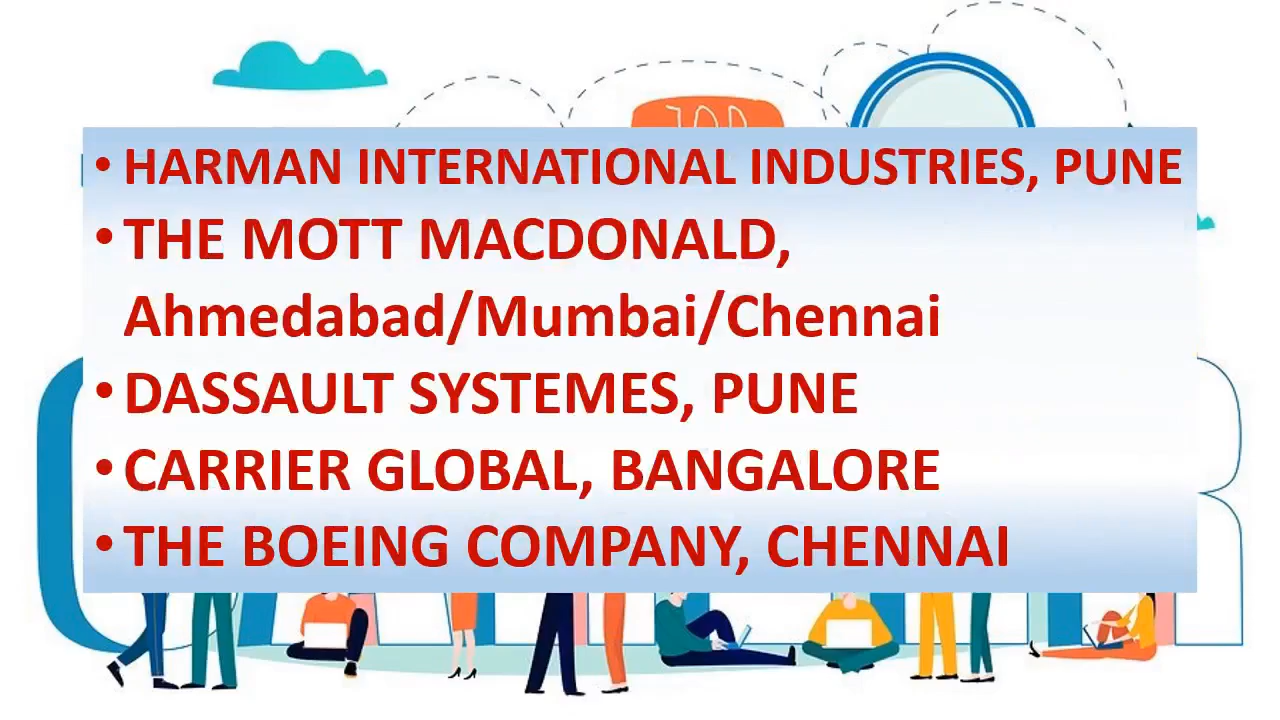 JOB
• HARMAN INTERNATIONAL INDUSTRIES, PUNE
• THE MOTT MACDONALD,
Ahmedabad/Mumbai/Chennai
• DASSAULT SYSTEMES, PUNE
• CARRIER GLOBAL, BANGALORE
• THE BOEING COMPANY, CHENNAI